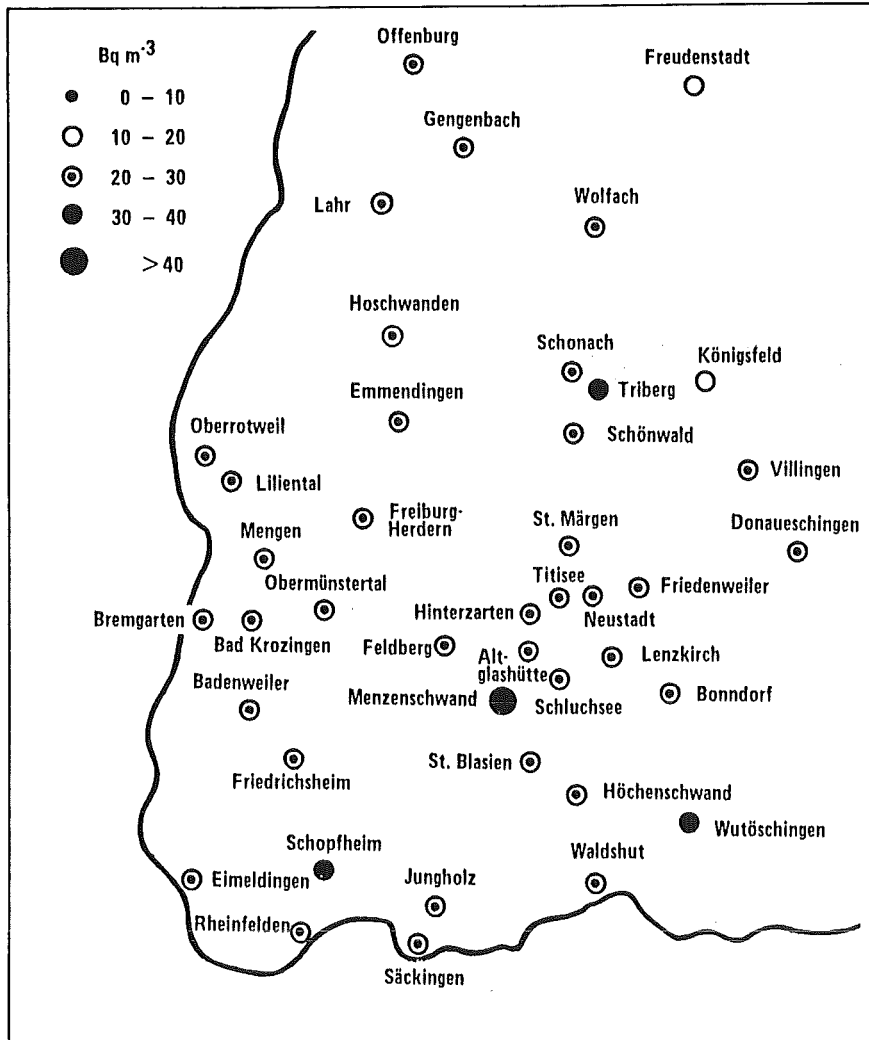 Bq m-3
0 – 10
10 – 20
20 – 30
30 – 40
>40
Offenburg
Freudenstadt
Gengenbach
Lahr
Wolfach
Hoschwanden
Schonach
Königsfeld
Triberg
Emmendingen
Oberrotweil
Schönwald
Villingen
Liliental
Freiburg-
Herdern
St. Märgen
Donaueschingen
Mengen
Obermünstertal
Titisee
Friedenweiler
Bremgarten
Bad Krozingen
Hinterzarten
Neustadt
Feldberg
Alt-
glashütte
Lenzkirch
Badenweiler
Menzenschwand
Schluchsee
Bonndorf
Friedrichsheim
St. Blasien
Höchenschwand
Wutöschingen
Schopfheim
Waldshut
Eimeldingen
Jungholz
Rheinfelden
Säckingen